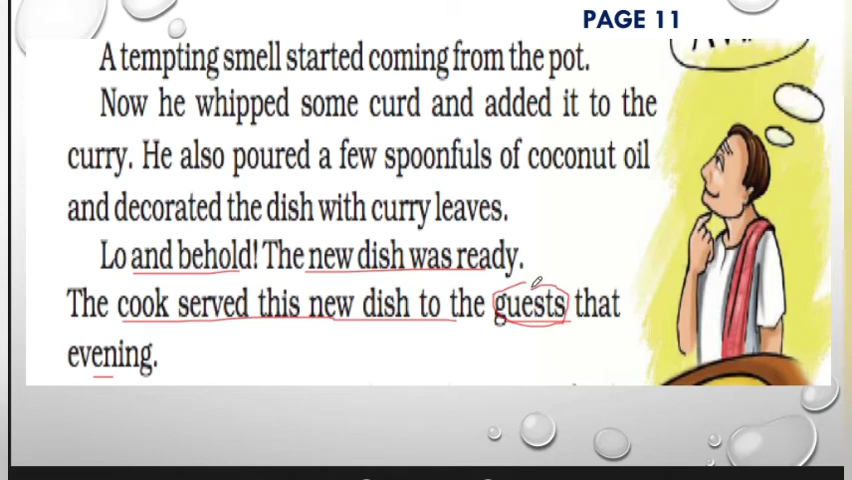 PAGE 11
A tempting smell started coming from the pot.
Now he whipped some curd and added it to the
curry. He also poured a few spoonfuls of coconut oil
and decorated the dish with curry leaves.
Lo and behold! The new dish was ready.
The cook served this new dish to the guests that
evening.